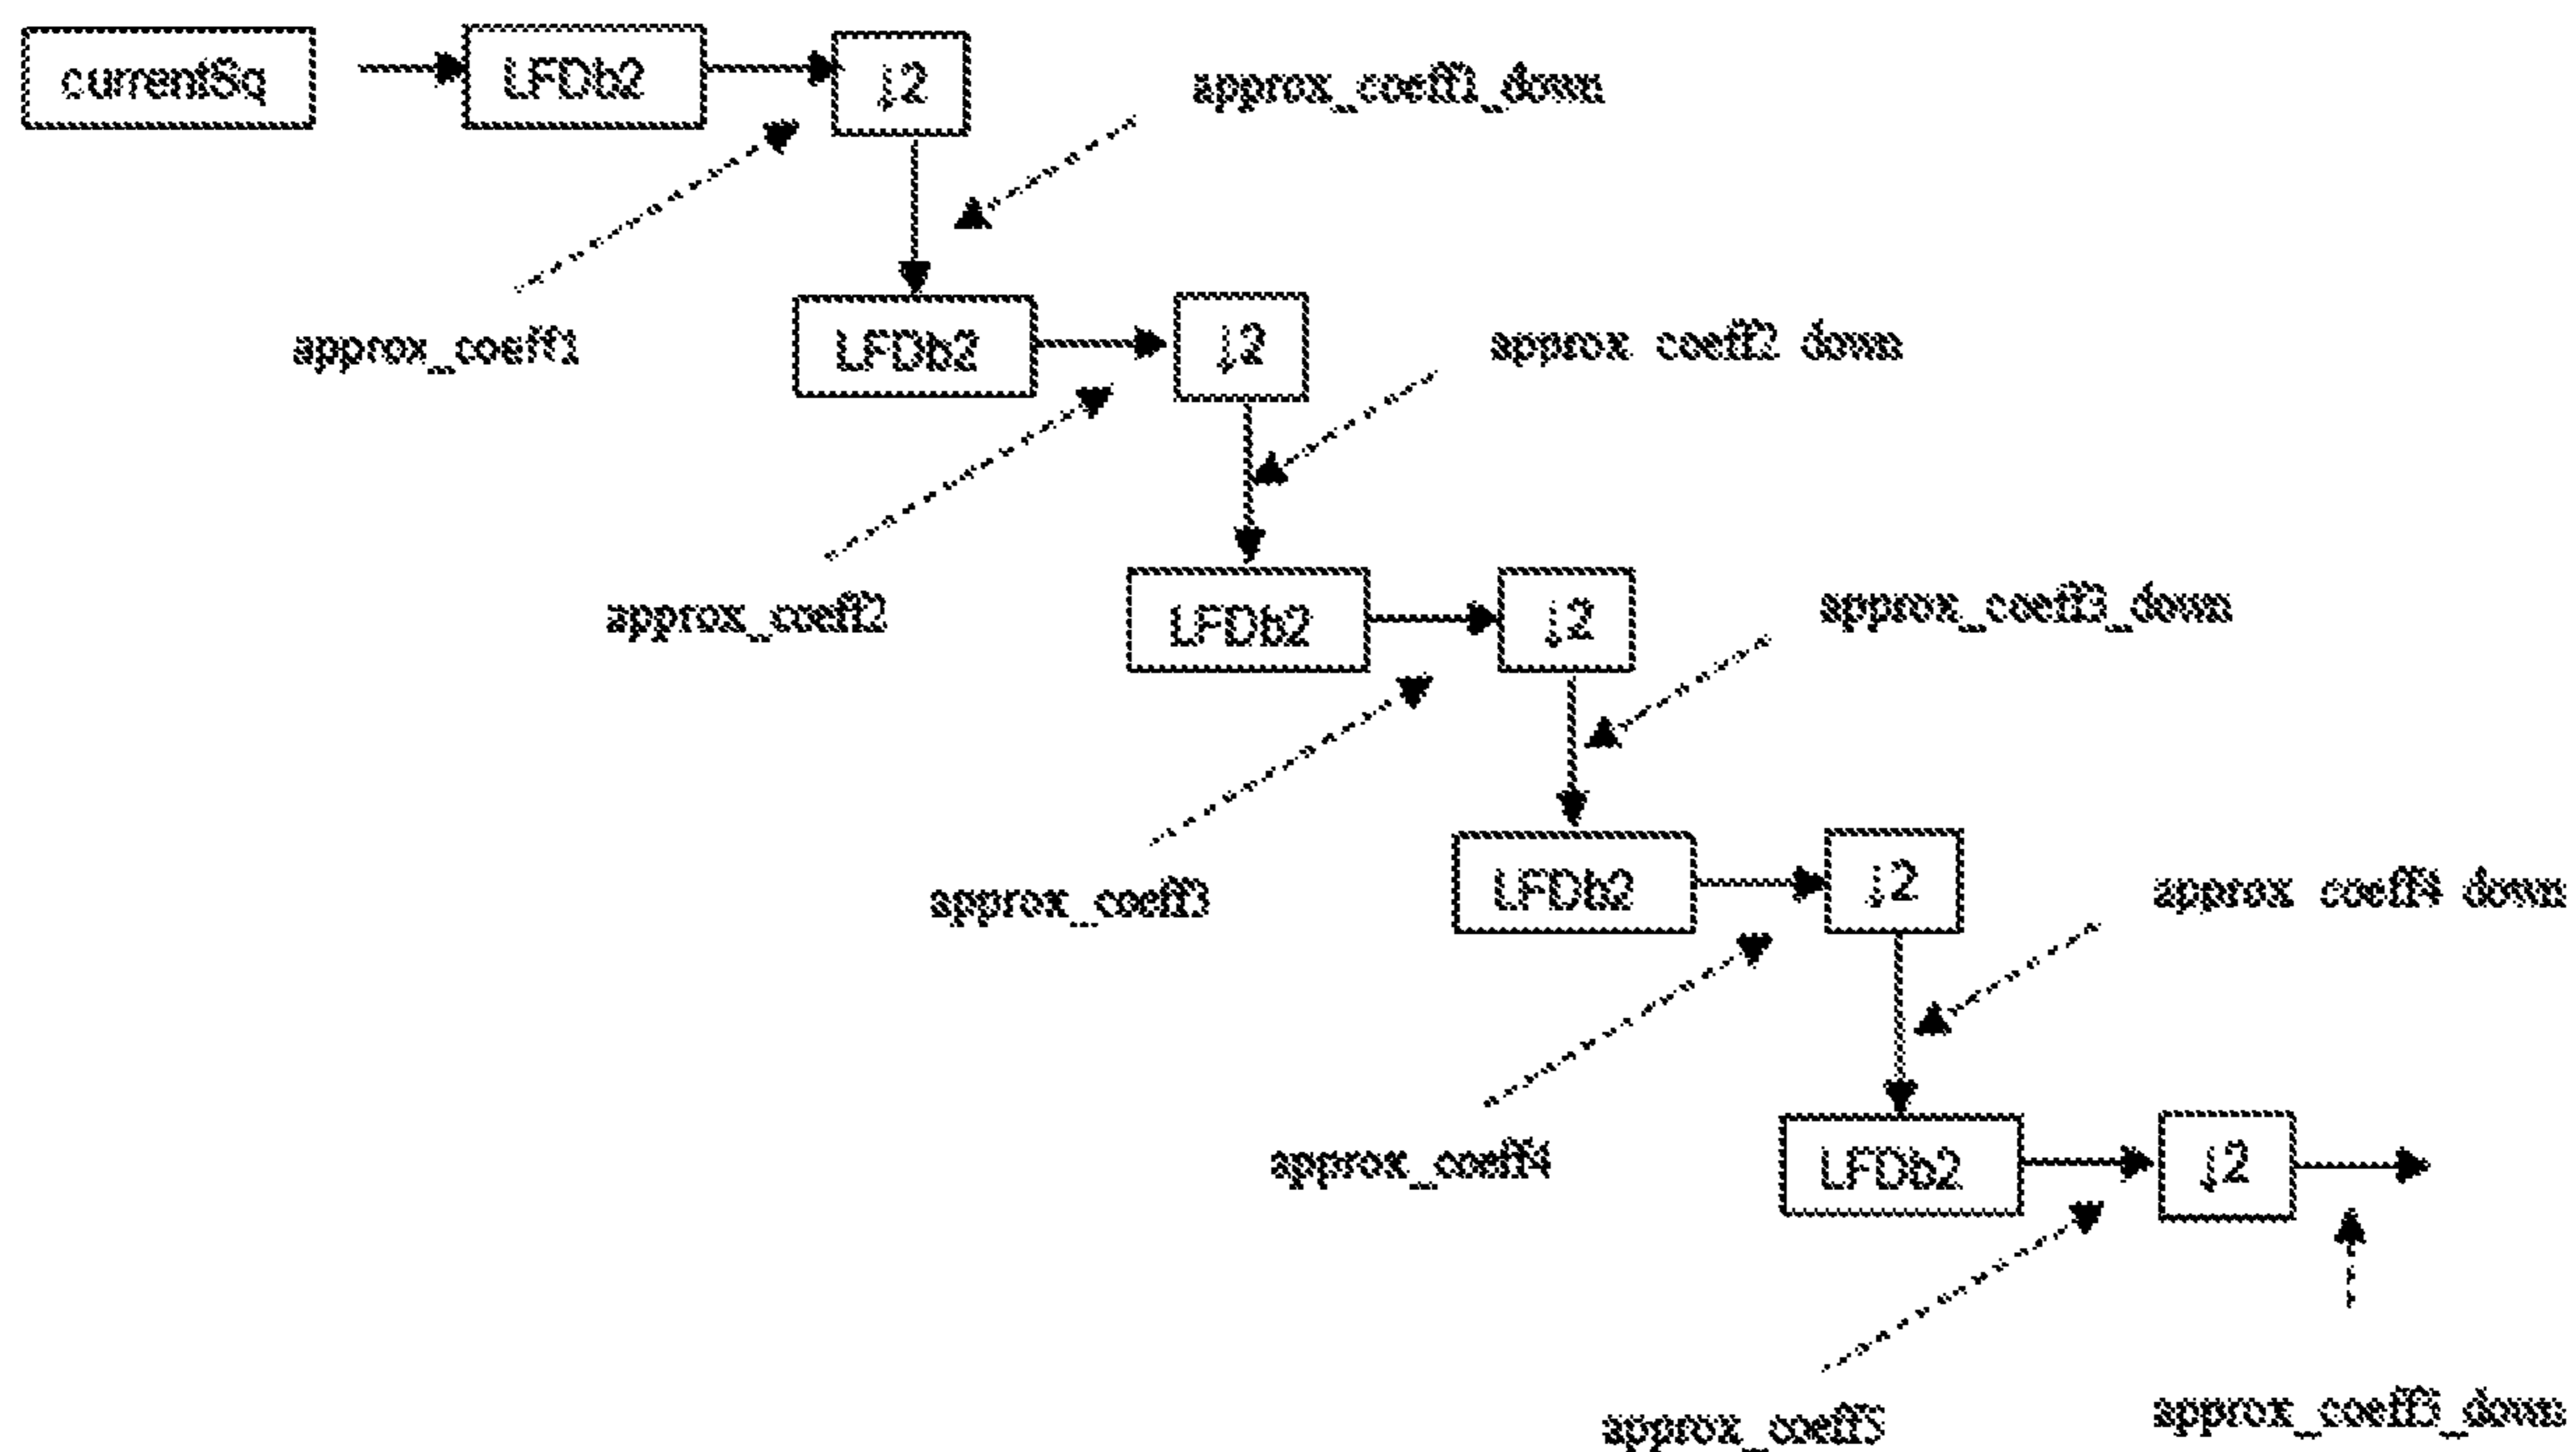 currentSq LFDb2 ↓2 approx_coeff1_down
approx_coeff1 LFDb2 ↓2 approx coeff2 down
approx_coeff2 LFDb2 ↓2 approx_coeff3_down
approx_coeff3 LFDb2 ↓2 approx coeff4 down
approx_coeff4 LFDb2 ↓2
approx_coeff5 approx_coeff5_down